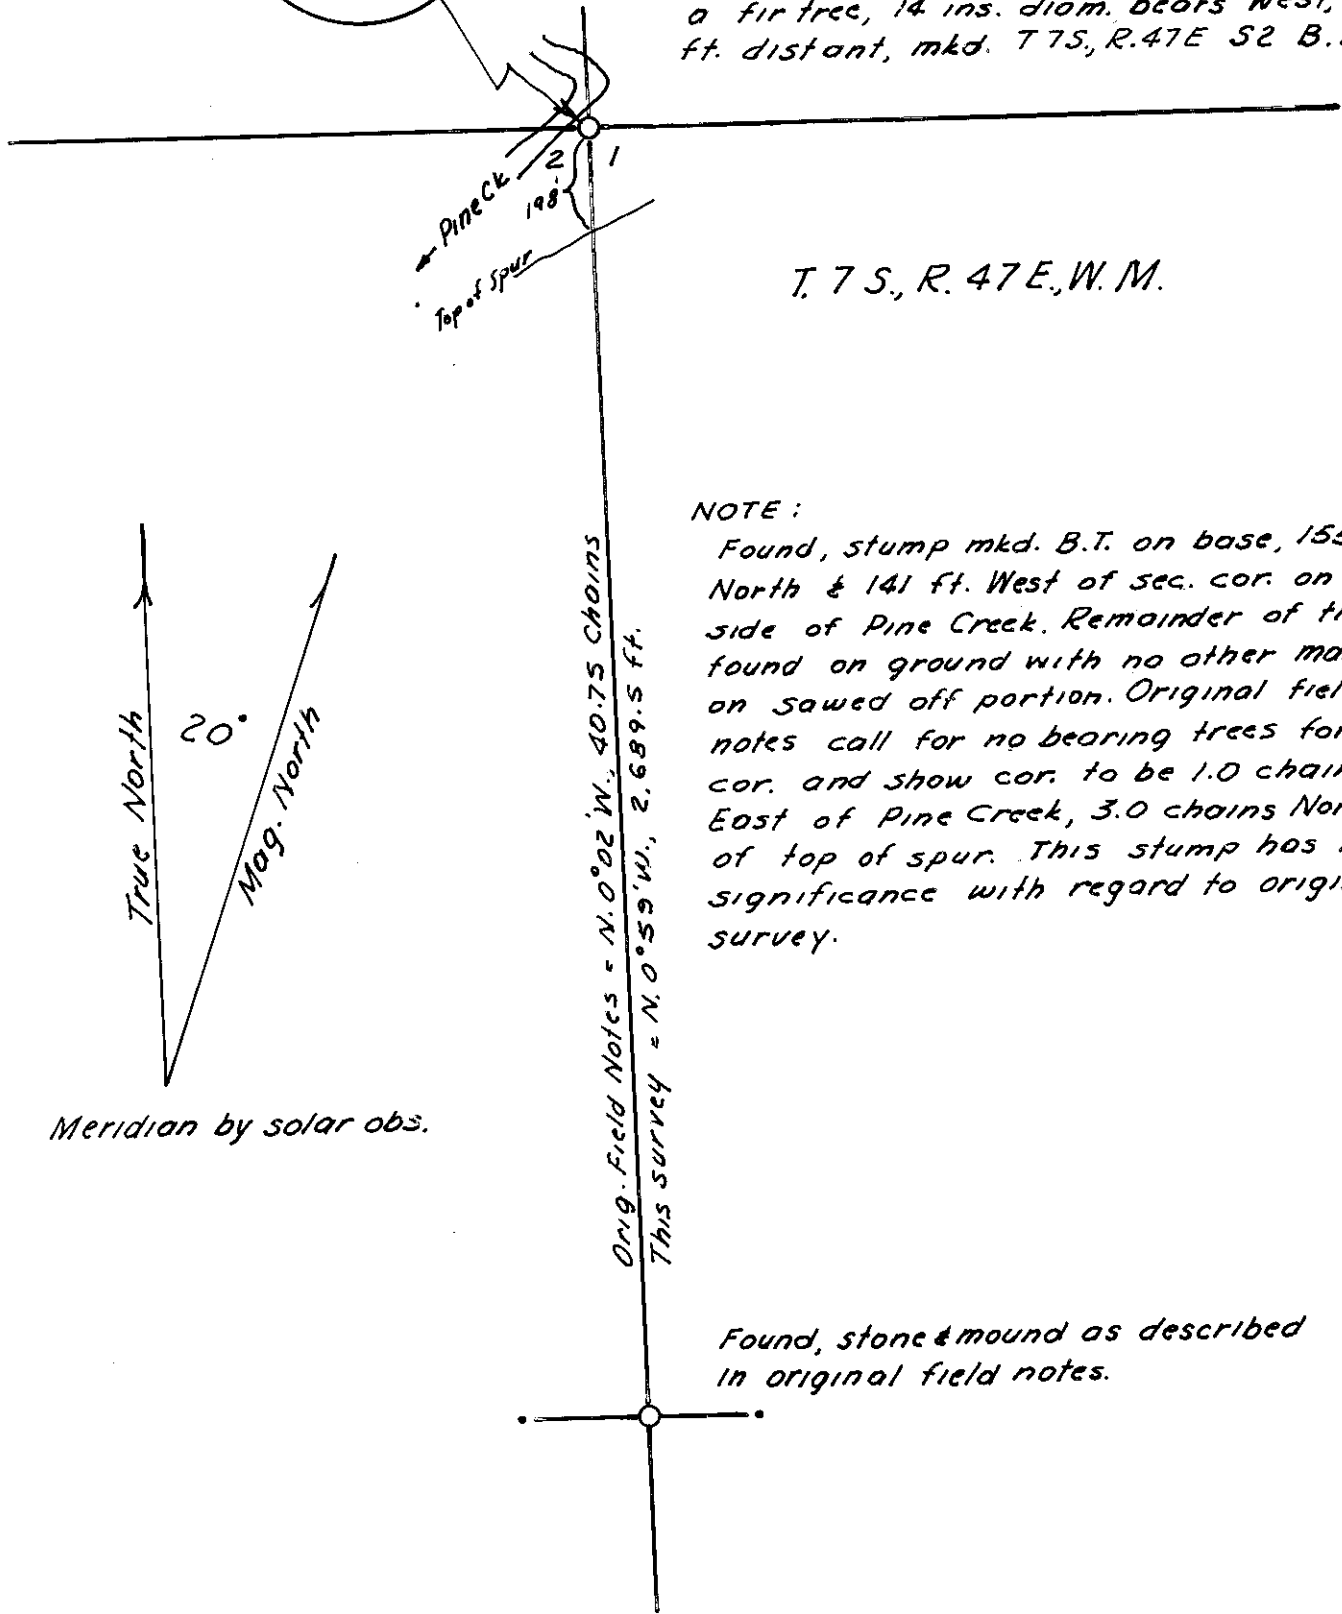 a fir tree, 14 ins. diam. bears West,
ft. distant, mkd. T 7S., R.47E S2 B.
2 1
198'
Pine Ck
Top of Spur
T. 7 S., R. 47 E., W. M.
NOTE :
Found, stump mkd. B.T. on base, 155
North & 141 ft. West of sec. cor. on
side of Pine Creek. Remainder of
found on ground with no other
on sawed off portion. Original
notes call for no bearing trees for
cor. and show cor. to be 1.0
East of Pine Creek, 3.0 chains
of top of spur. This stump has
significance with regard to
survey.
True North
20°
Mag. North
Meridian by solar obs.
Orig. Field Notes = N.0°02'W., 40.75 Chains
This survey = N.0°59'W., 2,689.5 ft.
Found, stone & mound as described
in original field notes.